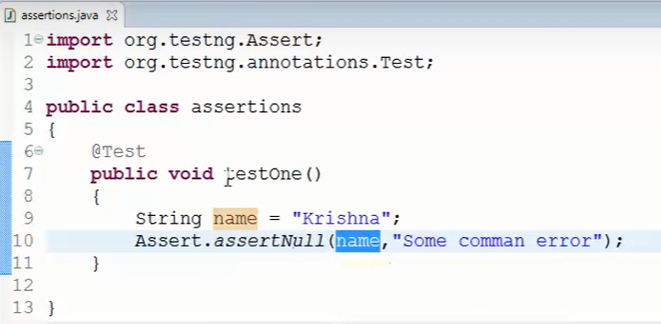 assertions.java
1 import org.testng.Assert;
2 import org.testng.annotations.Test;
3
4 public class assertions
5 {
6 @Test
7 public void testOne()
8 {
9 String name = "Krishna";
10 Assert.assertNull(name,"Some comman error");
11 }
12
13 }